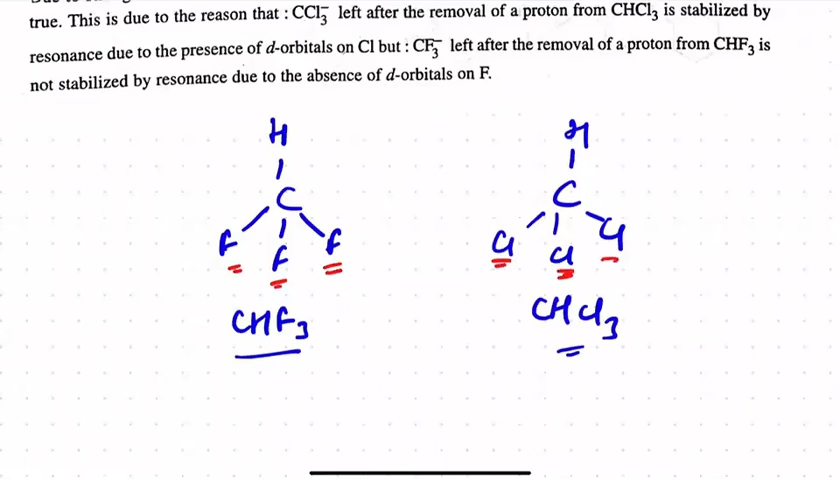 true. This is due to the reason that : CCl₃⁻ left after the removal of a proton from CHCl₃ is stabilized by
resonance due to the presence of d-orbitals on Cl but : CF₃⁻ left after the removal of a proton from CHF₃ is
not stabilized by resonance due to the absence of d-orbitals on F.
H H
C C
F F F Cl Cl Cl
CHF₃ CHCl₃